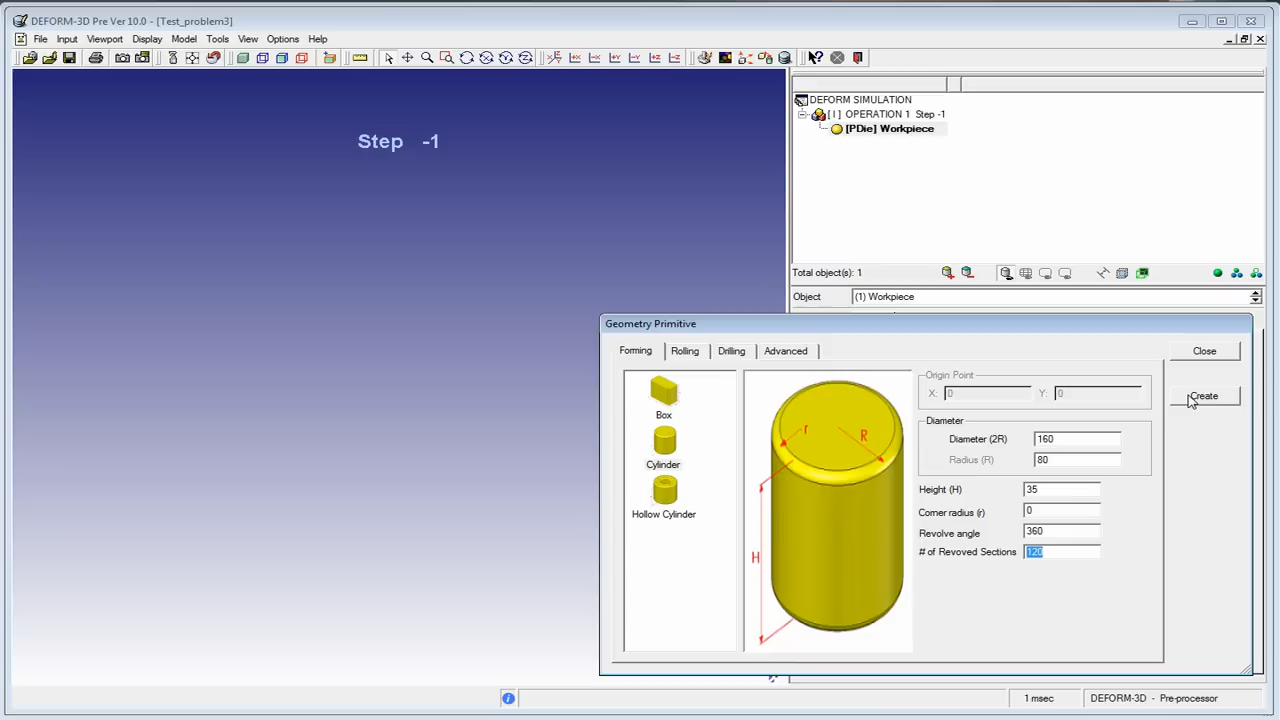 DEFORM-3D Pre Ver 10.0 - [Test_problem3]
File Input Viewport Display Model Tools View Options Help
Step -1
DEFORM SIMULATION
[ I ] OPERATION 1 Step -1
[PDie] Workpiece
Total object(s): 1
Object (1) Workpiece
Geometry Primitive
Forming Rolling Drilling Advanced
Close
Create
Box
Cylinder
Hollow Cylinder
r
R
H
Origin Point
X: 0 Y: 0
Diameter
Diameter (2R) 160
Radius (R) 80
Height (H) 35
Corner radius (r) 0
Revolve angle 360
# of Revoved Sections 120
1 msec DEFORM-3D - Pre-processor